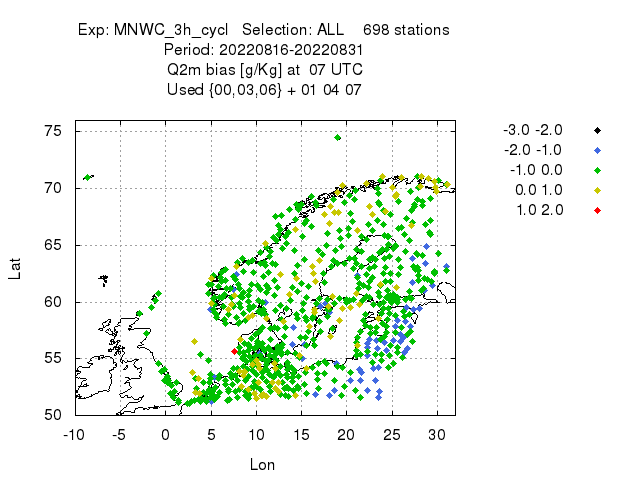 Exp: MNWC_3h_cycl   Selection: ALL    698 stations
Period: 20220816-20220831
Q2m bias [g/Kg] at  07 UTC
Used {00,03,06} + 01 04 07
-3.0 -2.0
-2.0 -1.0
-1.0 0.0
0.0 1.0
1.0 2.0
75
70
65
60
55
50
Lat
-10 -5 0 5 10 15 20 25 30
Lon